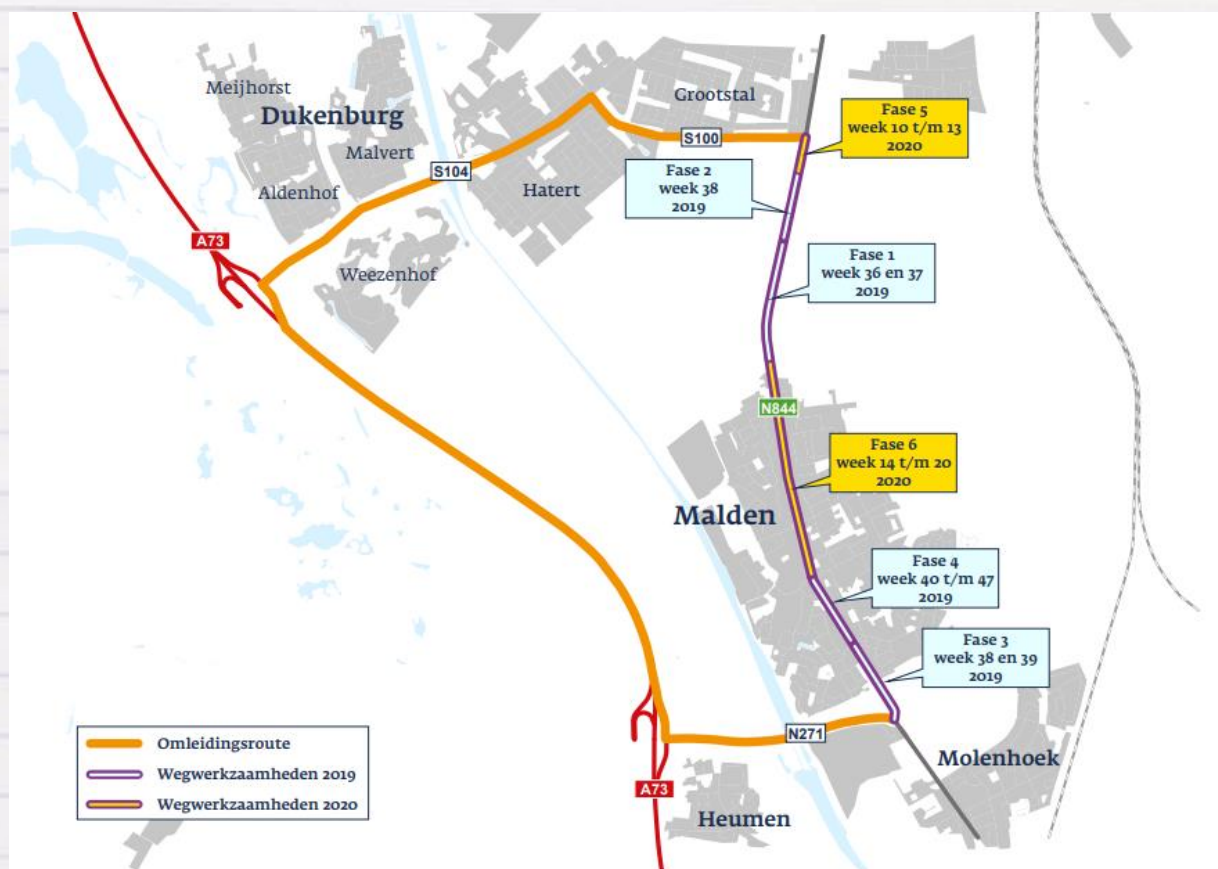 Meijhorst
Dukenburg
Malvert
Aldenhof
Weezenhof
Hatert
Grootstal
S104
S100
A73
Fase 5
week 10 t/m 13
2020
Fase 2
week 38
2019
Fase 1
week 36 en 37
2019
N844
Fase 6
week 14 t/m 20
2020
Malden
Fase 4
week 40 t/m 47
2019
Fase 3
week 38 en 39
2019
N271
Molenhoek
A73
Heumen
Omleidingsroute
Wegwerkzaamheden 2019
Wegwerkzaamheden 2020